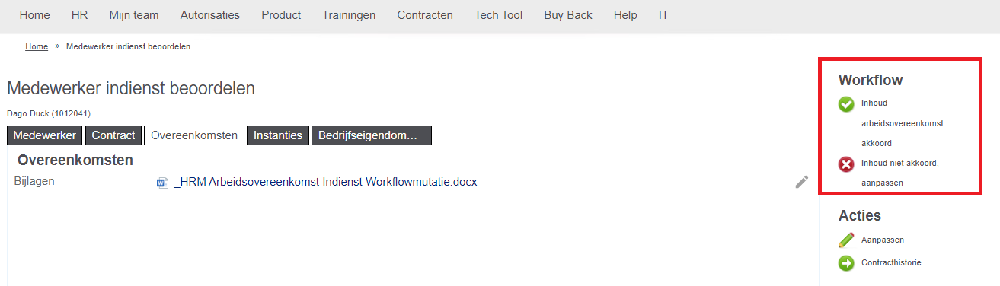 Home HR Mijn team Autorisaties Product Trainingen Contracten Tech Tool Buy Back Help IT
Home » Medewerker indienst beoordelen
Medewerker indienst beoordelen
Dago Duck (1012041)
Medewerker Contract Overeenkomsten Instanties Bedrijfseigendom...
Overeenkomsten
Bijlagen _HRM Arbeidsovereenkomst Indienst Workflowmutatie.docx
Workflow
Inhoud
arbeidsovereenkomst
akkoord
Inhoud niet akkoord,
aanpassen
Acties
Aanpassen
Contracthistorie